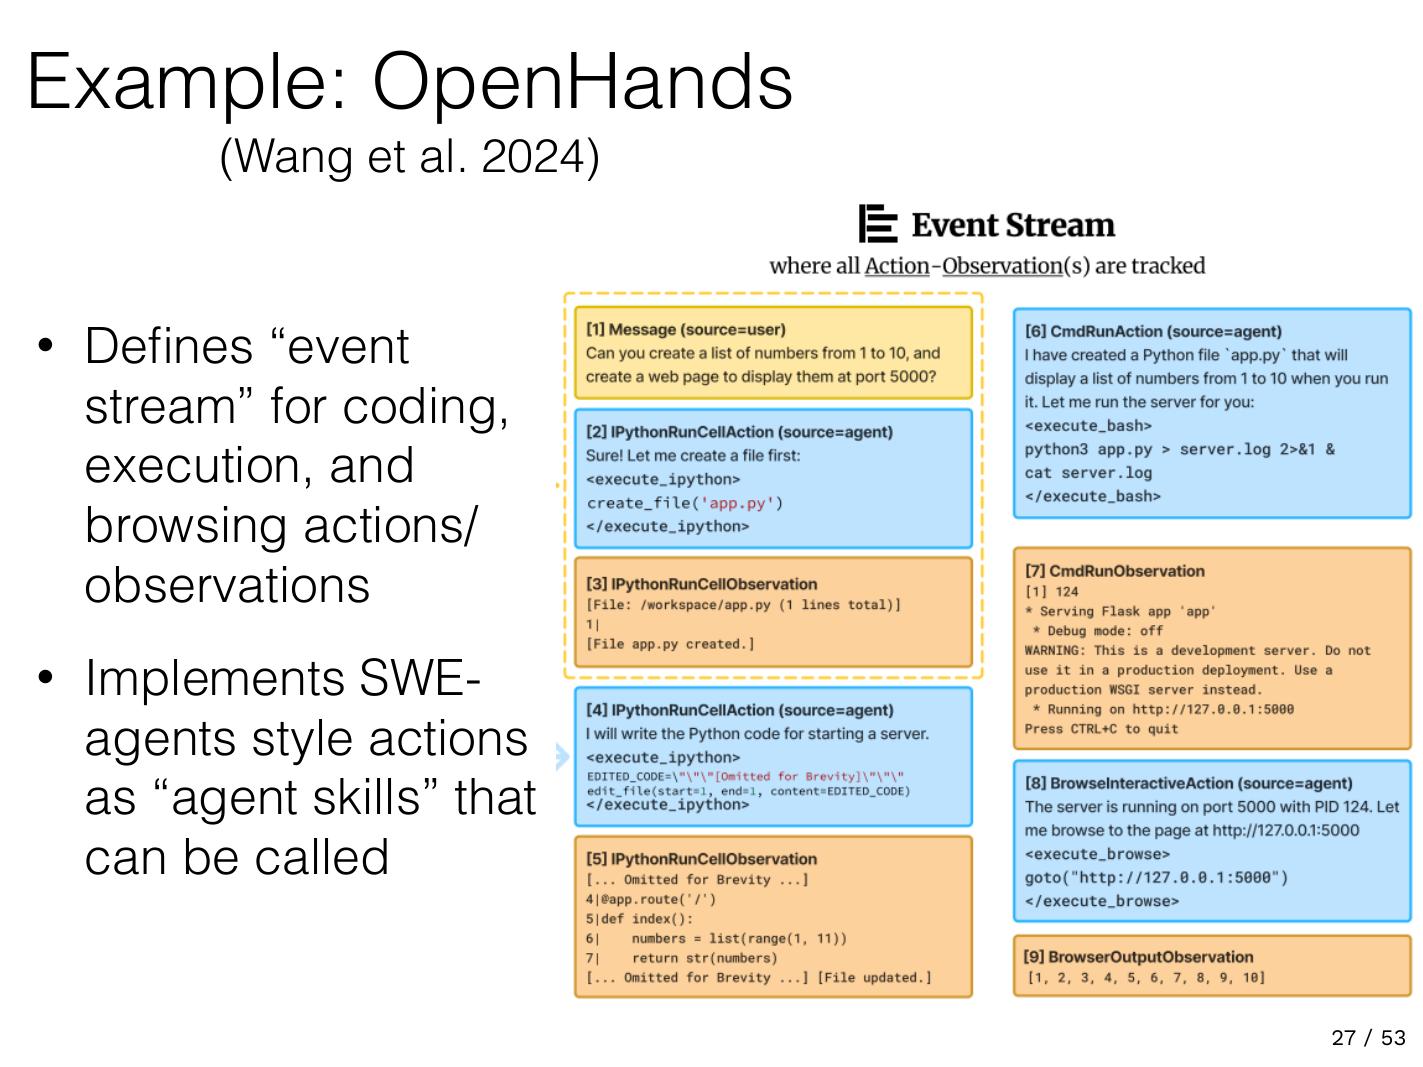 Example: OpenHands
(Wang et al. 2024)
• Defines “event
stream” for coding,
execution, and
browsing actions/
observations
• Implements SWE-
agents style actions
as “agent skills” that
can be called
Event Stream
where all Action-Observation(s) are tracked
[1] Message (source=user)
Can you create a list of numbers from 1 to 10, and
create a web page to display them at port 5000?
[2] IPythonRunCellAction (source=agent)
Sure! Let me create a file first:
<execute_ipython>
create_file('app.py')
</execute_ipython>
[3] IPythonRunCellObservation
[File: /workspace/app.py (1 lines total)]
1|
[File app.py created.]
[4] IPythonRunCellAction (source=agent)
I will write the Python code for starting a server.
<execute_ipython>
EDITED_CODE=\"\"\"[Omitted for Brevity]\"\"\"
edit_file(start=1, end=1, content=EDITED_CODE)
</execute_ipython>
[5] IPythonRunCellObservation
[... Omitted for Brevity ...]
4|@app.route('/')
5|def index():
6|    numbers = list(range(1, 11))
7|    return str(numbers)
[... Omitted for Brevity ...] [File updated.]
[6] CmdRunAction (source=agent)
I have created a Python file `app.py` that will
display a list of numbers from 1 to 10 when you run
it. Let me run the server for you:
<execute_bash>
python3 app.py > server.log 2>&1 &
cat server.log
</execute_bash>
[7] CmdRunObservation
[1] 124
* Serving Flask app 'app'
* Debug mode: off
WARNING: This is a development server. Do not
use it in a production deployment. Use a
production WSGI server instead.
* Running on http://127.0.0.1:5000
Press CTRL+C to quit
[8] BrowseInteractiveAction (source=agent)
The server is running on port 5000 with PID 124. Let
me browse to the page at http://127.0.0.1:5000
<execute_browse>
goto("http://127.0.0.1:5000")
</execute_browse>
[9] BrowserOutputObservation
[1, 2, 3, 4, 5, 6, 7, 8, 9, 10]
27 / 53